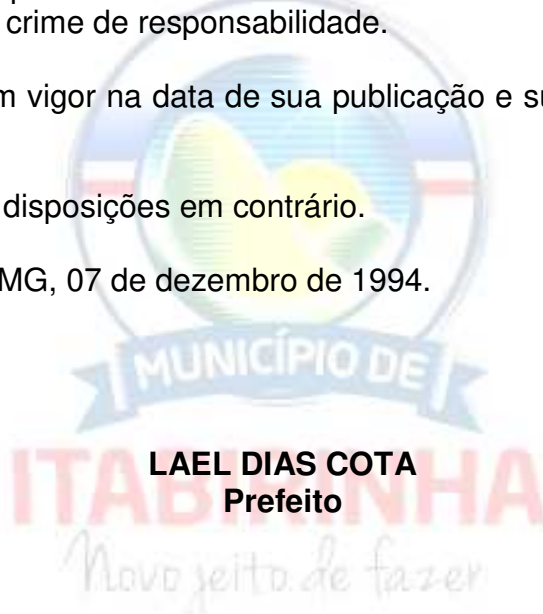 crime de responsabilidade.
m vigor na data de sua publicação e su
disposições em contrário.
MG, 07 de dezembro de 1994.
MUNICÍPIO DE
LAEL DIAS COTA
ITABIRINHA
Prefeito
Novo jeito de fazer